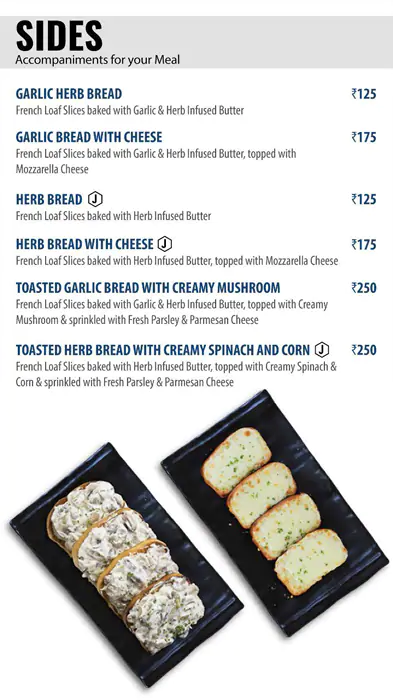 SIDES
Accompaniments for your Meal
GARLIC HERB BREAD ₹125
French Loaf Slices baked with Garlic & Herb Infused Butter
GARLIC BREAD WITH CHEESE ₹175
French Loaf Slices baked with Garlic & Herb Infused Butter, topped with
Mozzarella Cheese
HERB BREAD J ₹125
French Loaf Slices baked with Herb Infused Butter
HERB BREAD WITH CHEESE J ₹175
French Loaf Slices baked with Herb Infused Butter, topped with Mozzarella Cheese
TOASTED GARLIC BREAD WITH CREAMY MUSHROOM ₹250
French Loaf Slices baked with Garlic & Herb Infused Butter, topped with Creamy
Mushroom & sprinkled with Fresh Parsley & Parmesan Cheese
TOASTED HERB BREAD WITH CREAMY SPINACH AND CORN J ₹250
French Loaf Slices baked with Herb Infused Butter, topped with Creamy Spinach &
Corn & sprinkled with Fresh Parsley & Parmesan Cheese